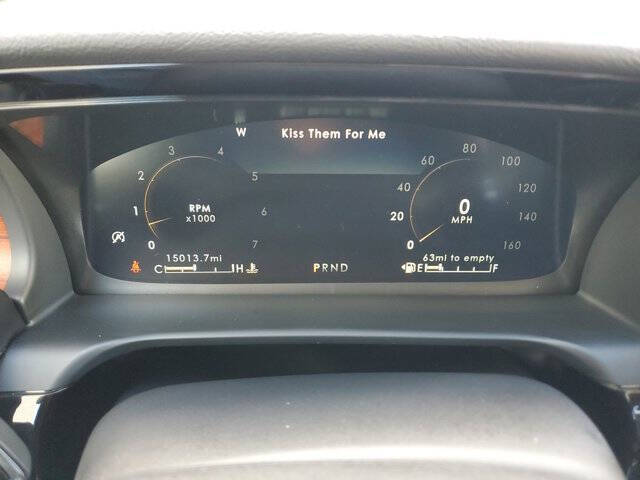 W Kiss Them For Me
3 4 60 80 100
2 5 40 120
RPM x1000 6 0 MPH
1 20 140
0 7 0 160
15013.7mi PRND 63mi to empty
C H E F